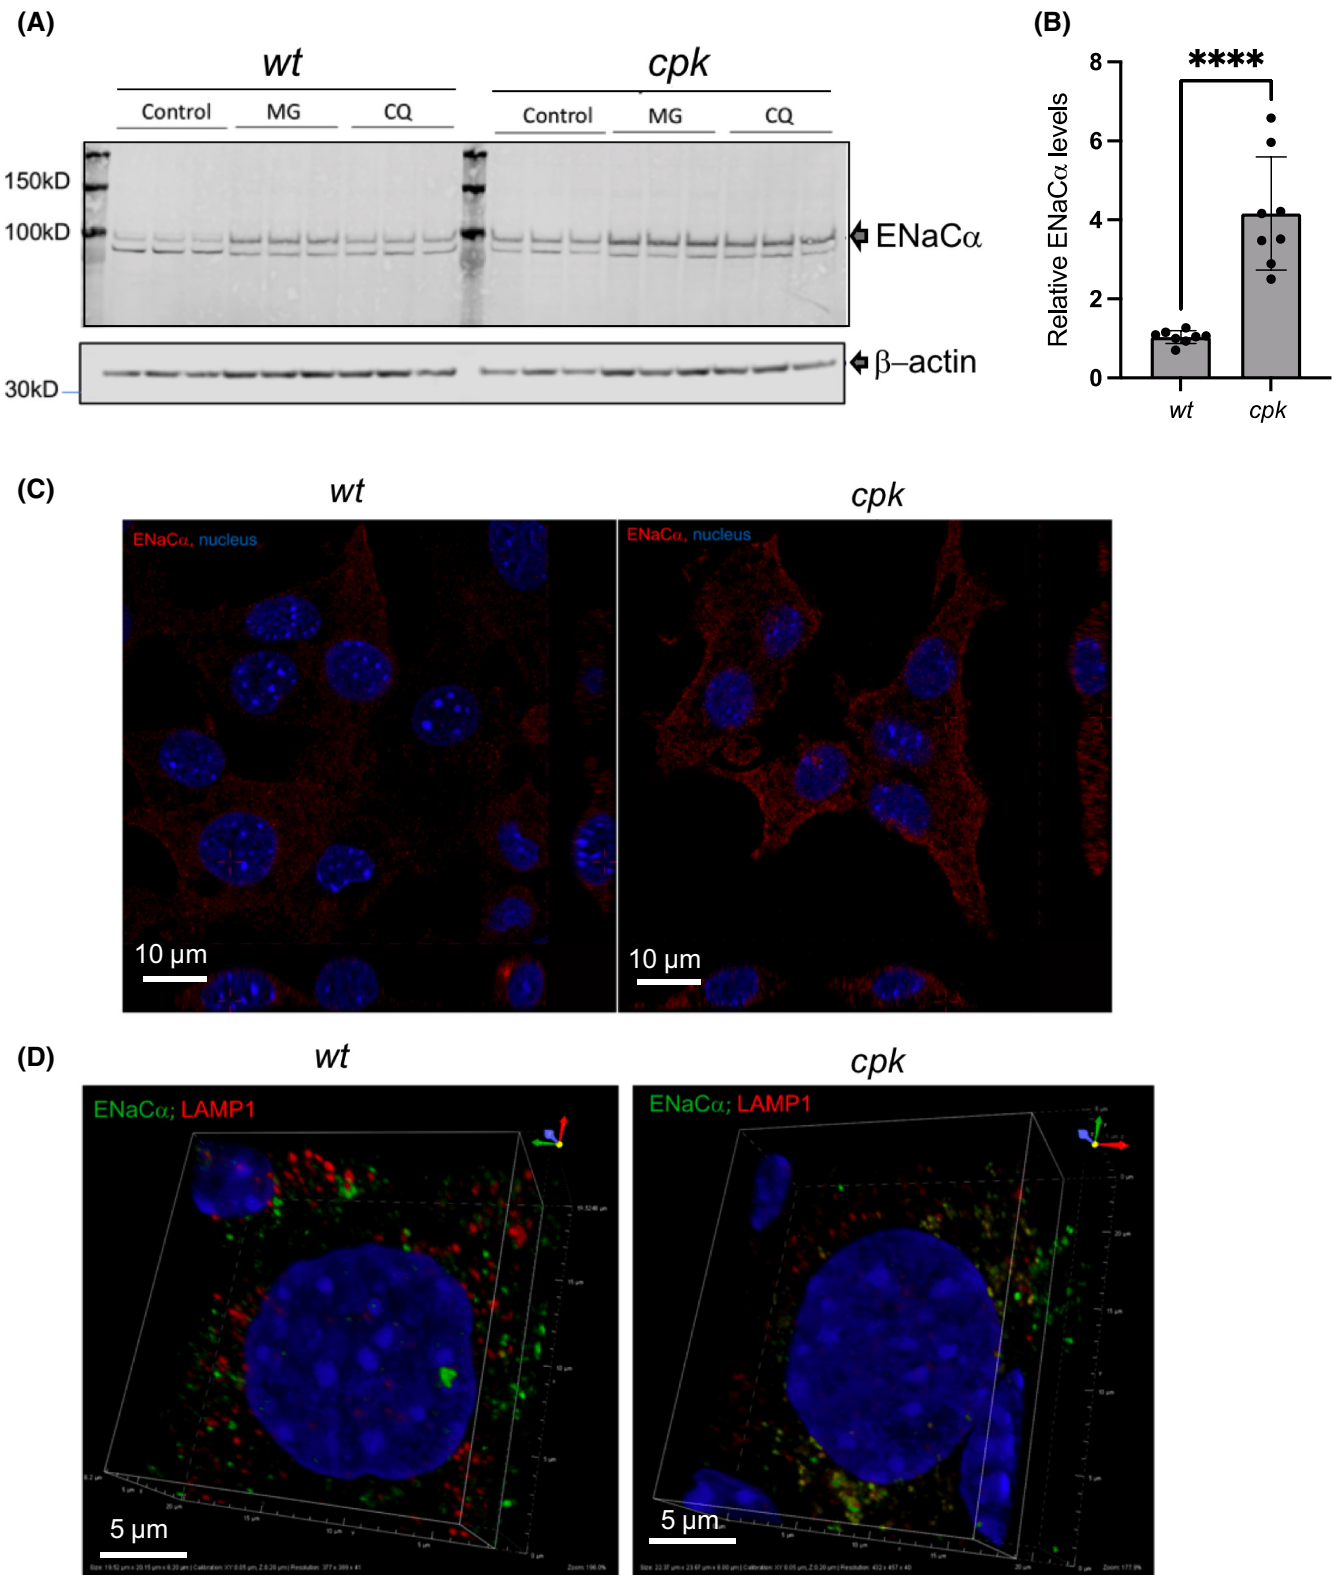 (A)
wt
cpk
Control MG CQ
Control MG CQ
150kD
100kD
ENaCα
β–actin
30kD
(B)
****
Relative ENaCα levels
8
6
4
2
0
wt
cpk
(C)
wt
cpk
ENaCα, nucleus
ENaCα, nucleus
10 µm
10 µm
(D)
wt
cpk
ENaCα; LAMP1
ENaCα; LAMP1
5 µm
5 µm